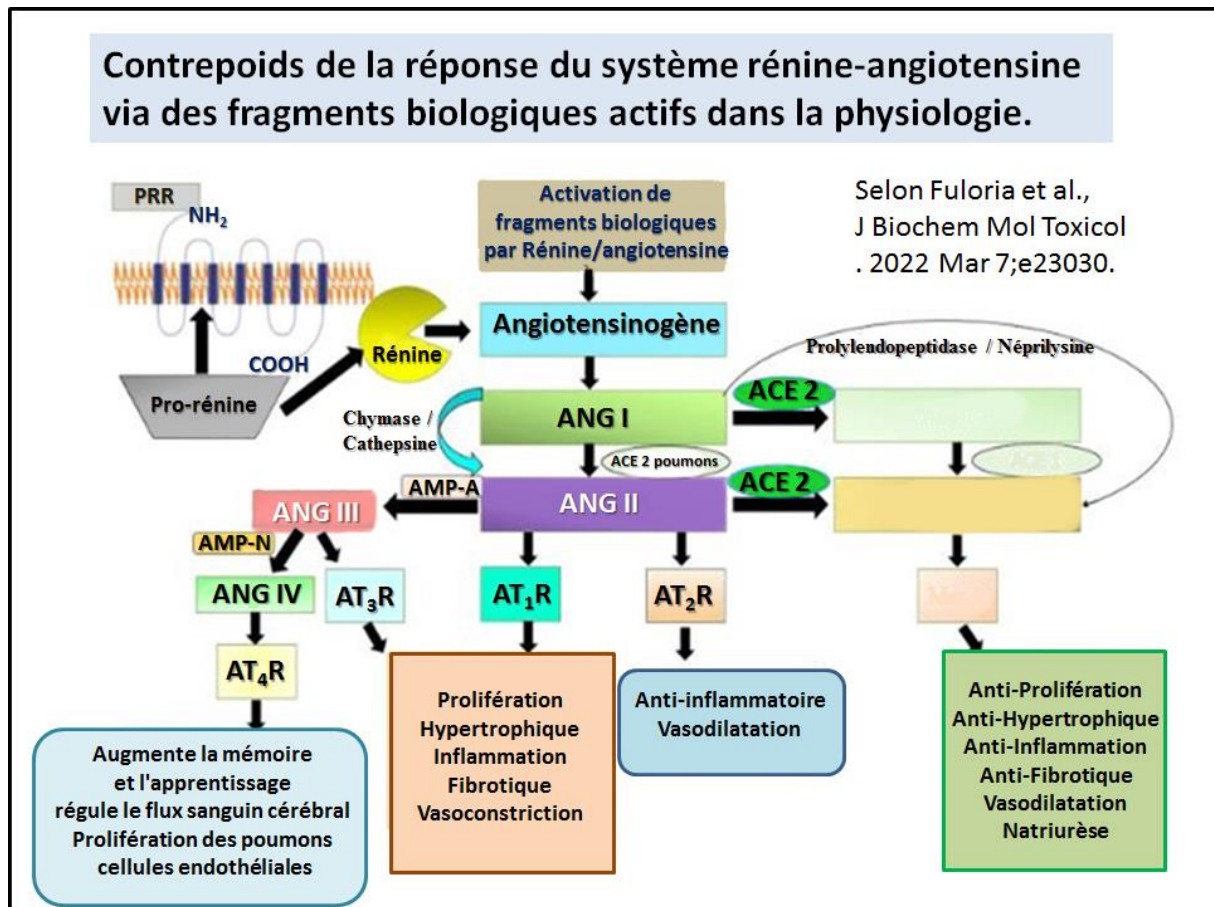 Contrepoids de la réponse du système rénine-angiotensine
via des fragments biologiques actifs dans la physiologie.
PRR
NH₂
COOH
Pro-rénine
Rénine
Activation de
fragments biologiques
par Rénine/angiotensine
Selon Fuloria et al.,
J Biochem Mol Toxicol
. 2022 Mar 7;e23030.
Angiotensinogène
Prolylendopeptidase / Néprilysine
Chymase /
Cathepsine
ANG I
ACE 2
ACE 2 poumons
AMP-A
ANG II
ACE 2
ANG III
AMP-N
ANG IV
AT₃R
AT₁R
AT₂R
AT₄R
Augmente la mémoire
et l'apprentissage
régule le flux sanguin cérébral
Prolifération des poumons
cellules endothéliales
Prolifération
Hypertrophique
Inflammation
Fibrotique
Vasoconstriction
Anti-inflammatoire
Vasodilatation
Anti-Prolifération
Anti-Hypertrophique
Anti-Inflammation
Anti-Fibrotique
Vasodilatation
Natriurèse